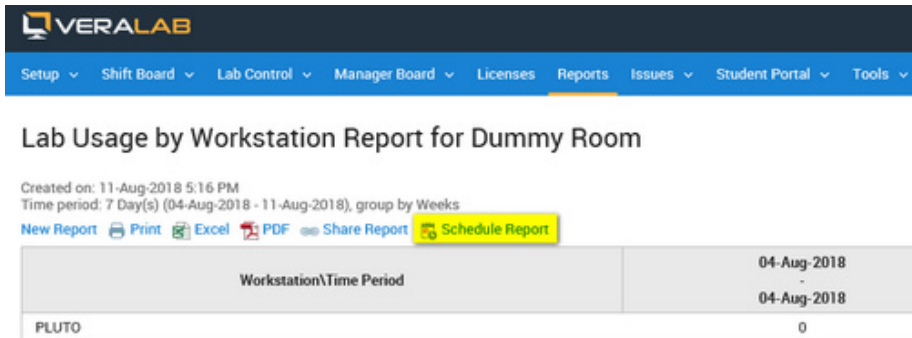 VERALAB
Setup Shift Board Lab Control Manager Board Licenses Reports Issues Student Portal Tools
Lab Usage by Workstation Report for Dummy Room
Created on: 11-Aug-2018 5:16 PM
Time period: 7 Day(s) (04-Aug-2018 - 11-Aug-2018), group by Weeks
New Report Print Excel PDF Share Report Schedule Report
Workstation\Time Period
04-Aug-2018
-
04-Aug-2018
PLUTO 0